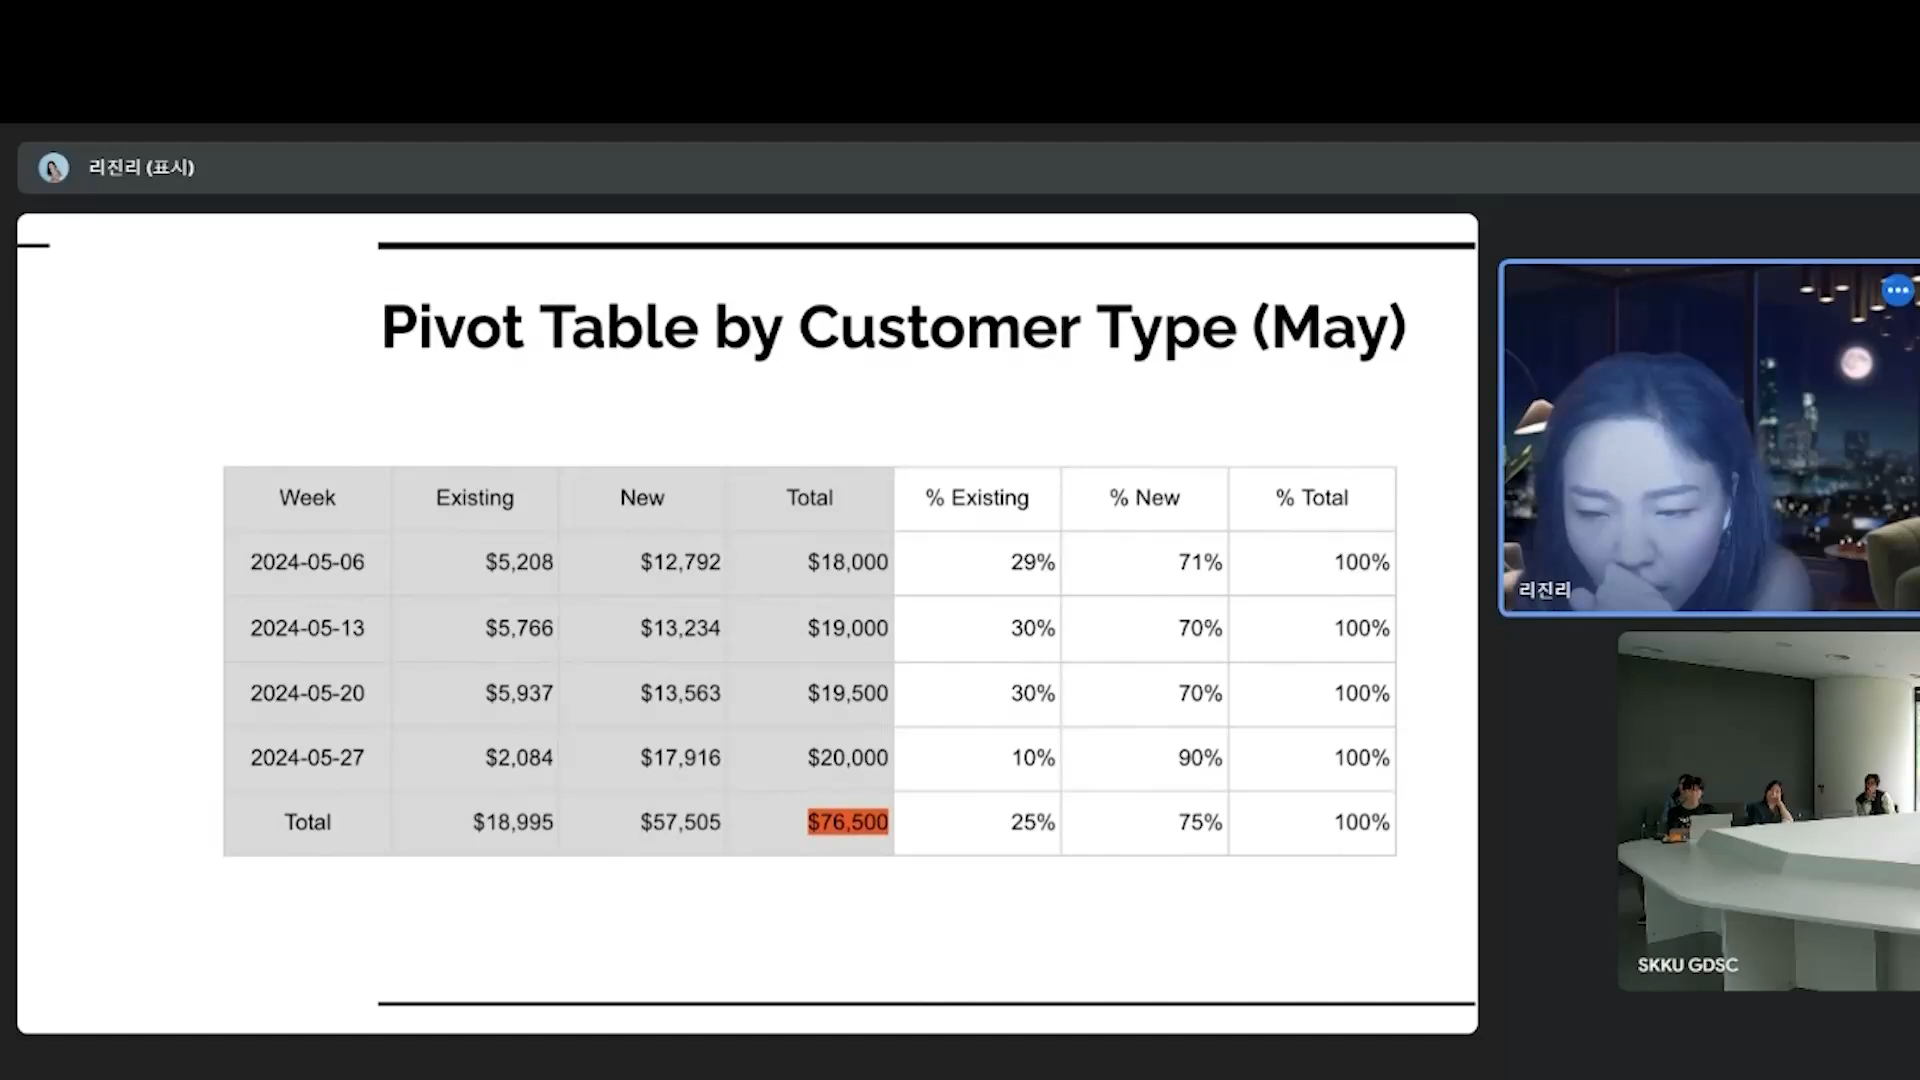 리진리 (표시)
Pivot Table by Customer Type (May)
Week Existing New Total % Existing % New % Total
2024-05-06 $5,208 $12,792 $18,000 29% 71% 100%
2024-05-13 $5,766 $13,234 $19,000 30% 70% 100%
2024-05-20 $5,937 $13,563 $19,500 30% 70% 100%
2024-05-27 $2,084 $17,916 $20,000 10% 90% 100%
Total $18,995 $57,505 $76,500 25% 75% 100%
리진리
SKKU GDSC